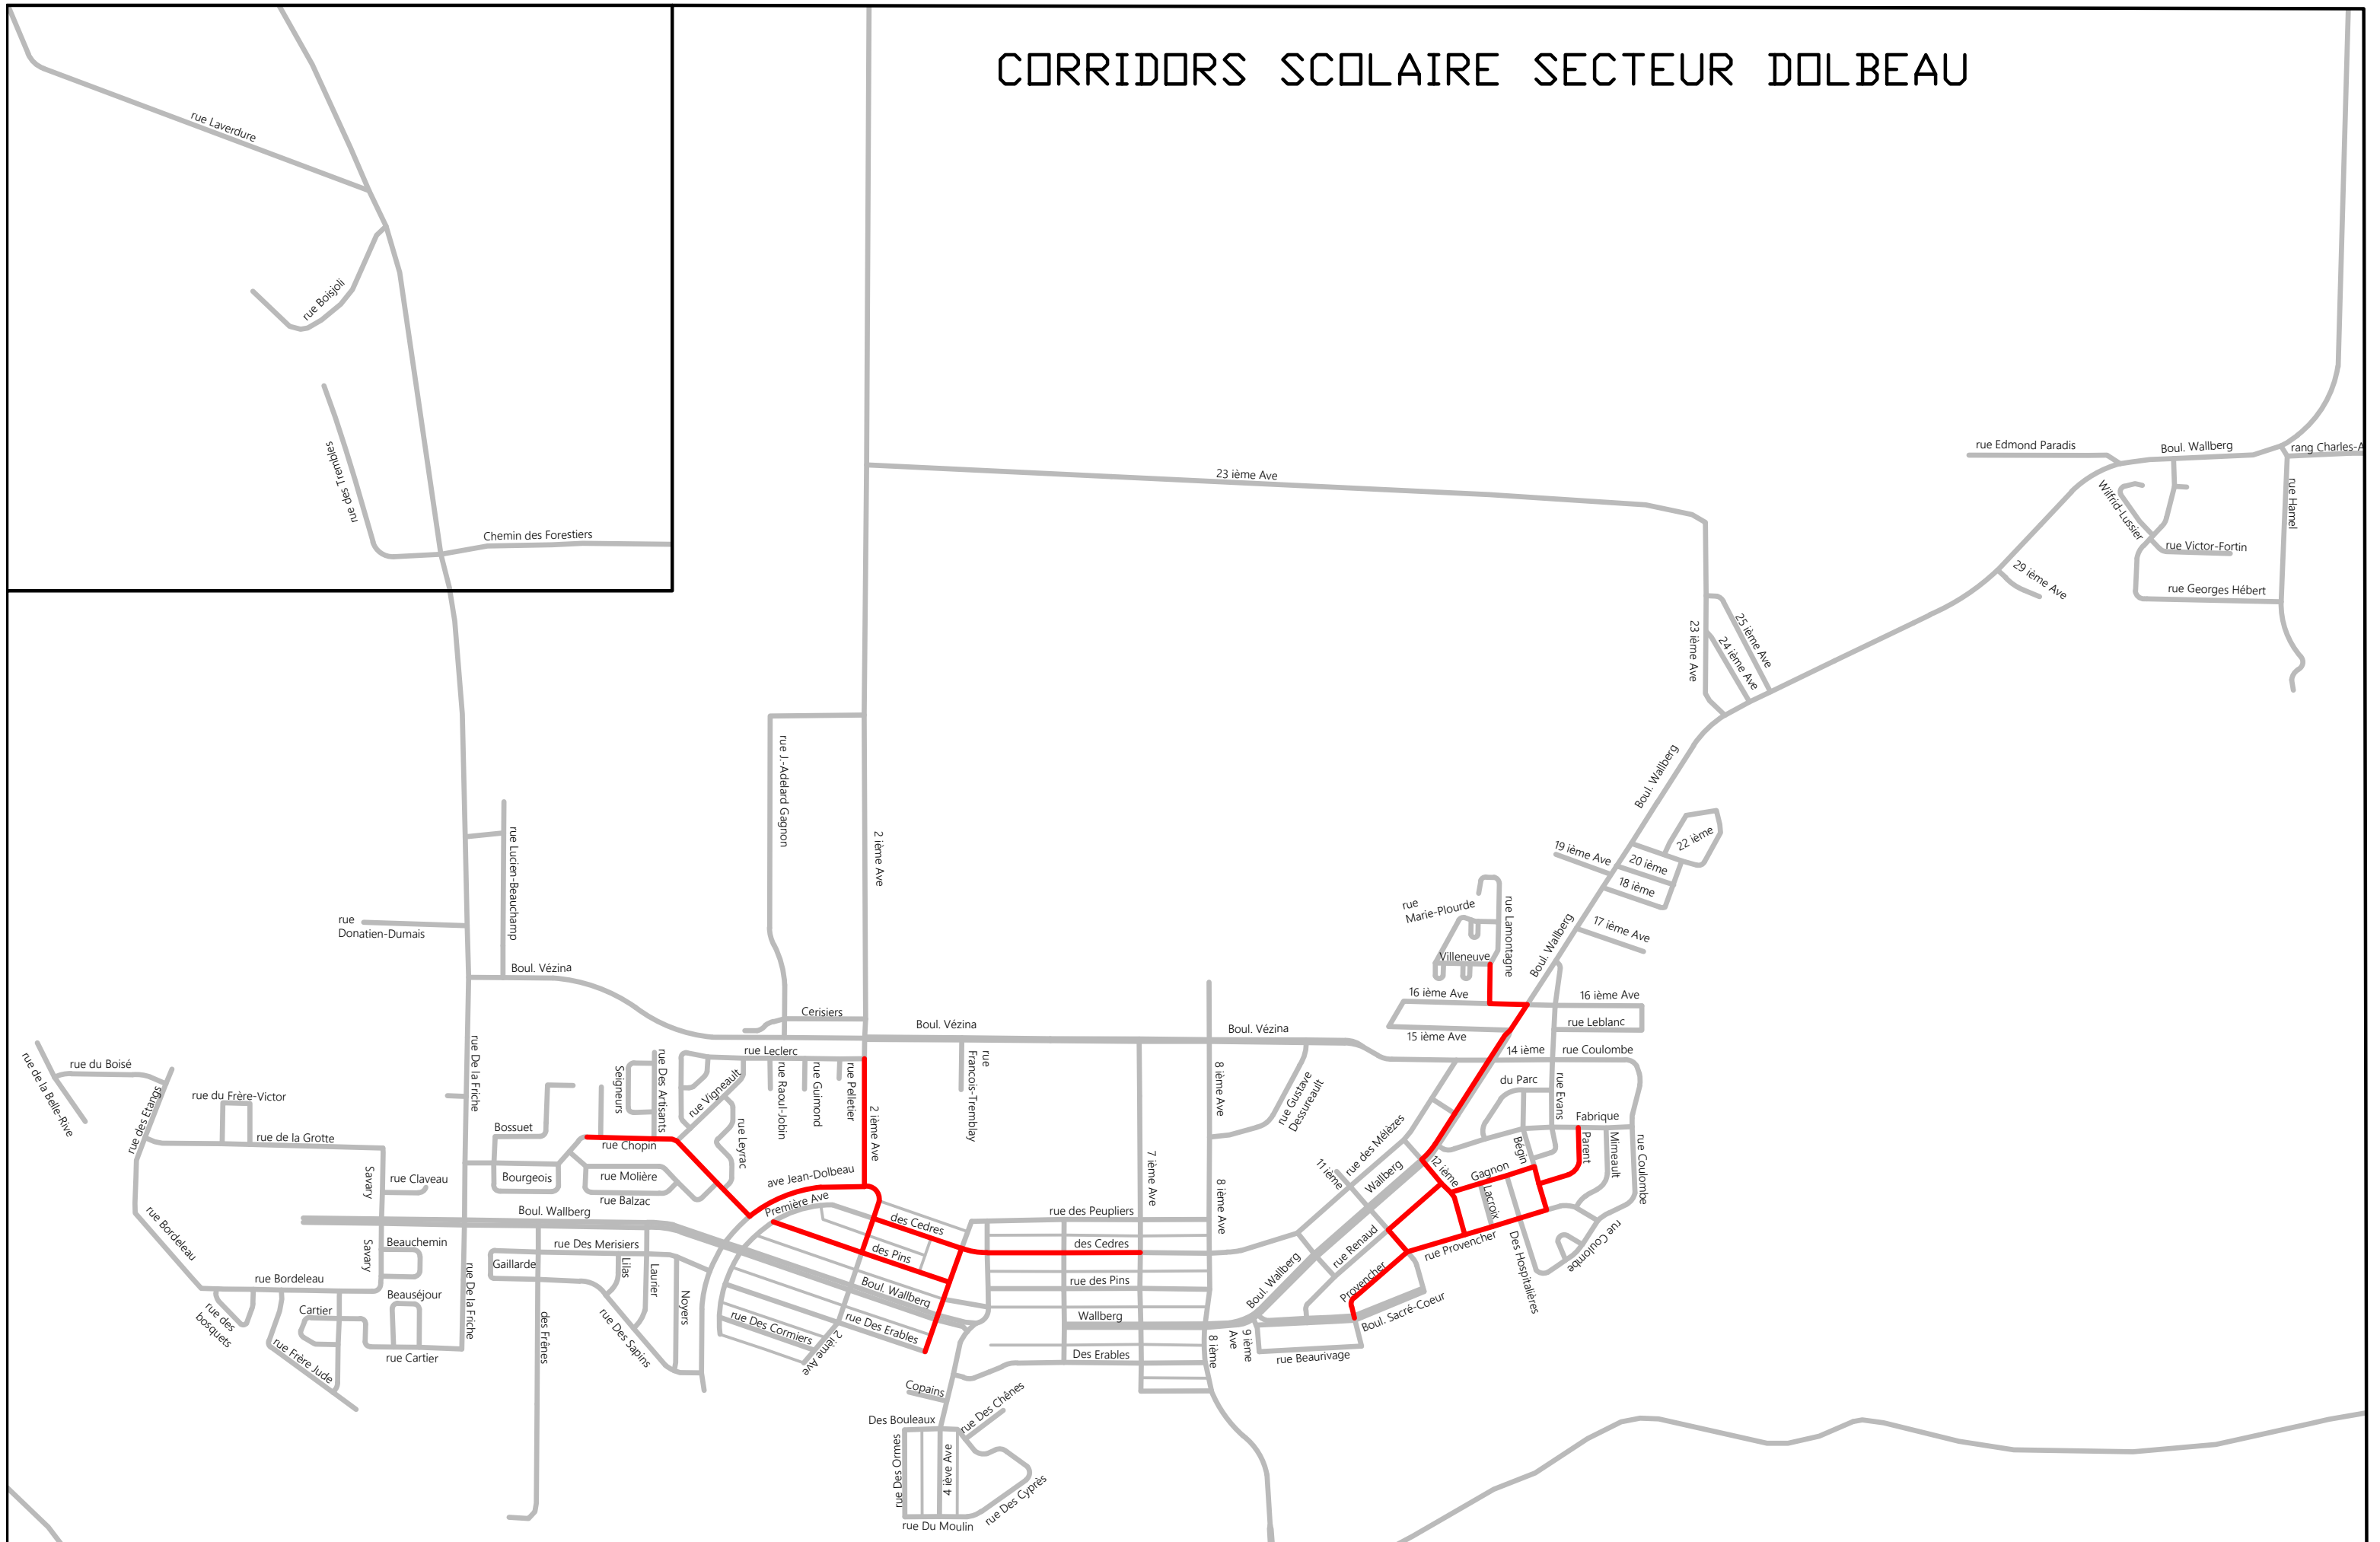 CORRIDORS SCOLAIRE SECTEUR DOLBEAU
rue Laverdure
rue Boisjoli
rue des Trembles
Chemin des Forestiers
23 ième Ave
rue Edmond Paradis
Boul. Wallberg
rang Charles-A
rue Hamel
Wilfrid-Lussier
rue Victor-Fortin
rue Georges Hébert
29 ième Ave
25 ième Ave
24 ième Ave
23 ième Ave
Boul. Wallberg
22 ième
20 ième
19 ième Ave
18 ième
17 ième Ave
Boul. Wallberg
rue J.-Adelard Gagnon
2 ième Ave
rue Lucien-Beauchamp
rue
Donatien-Dumais
Boul. Vézina
Cerisiers
Boul. Vézina
Boul. Vézina
rue
Marie-Plourde
rue Lamontagne
Villeneuve
16 ième Ave
16 ième Ave
15 ième Ave
rue Leblanc
14 ième
rue Coulombe
du Parc
rue Evans
Fabrique
Parent
Mimeault
rue Coulombe
rue Coulombe
Bégin
Gagnon
Lacroix
12 ième
Des Hospitalières
rue Provencher
Provencher
rue Renaud
Wallberg
rue des Mélèzes
11 ième
Boul. Wallberg
Boul. Sacré-Coeur
rue Beaurivage
9 ième
Ave
8 ième
8 ième Ave
8 ième Ave
rue Gustave
Dessureault
7 ième Ave
rue
Francois-Tremblay
rue des Peupliers
des Cedres
rue des Pins
Wallberg
Des Erables
rue de la Belle-Rive
rue du Boisé
rue des Etangs
rue du Frère-Victor
rue de la Grotte
Savary
rue Claveau
rue De la Friche
Bossuet
Bourgeois
Seigneurs
rue Des Artisants
rue Chopin
rue Molière
rue Balzac
rue Vigneault
rue Leyrac
rue Leclerc
rue Raoul-Jobin
rue Guimond
rue Pelletier
2 ième Ave
ave Jean-Dolbeau
Première Ave
des Cedres
des Pins
Boul. Wallberg
rue Des Erables
rue Des Cormiers
2 ième Ave
Boul. Wallberg
rue Des Merisiers
Gaillarde
Lilas
Laurier
Noyers
rue Des Sapins
des Frênes
rue De la Friche
Savary
Beauchemin
Beauséjour
rue Bordeleau
rue Bordeleau
rue des
bosquets
Cartier
rue Cartier
rue Frère Jude
Copains
Des Bouleaux
rue Des Chênes
rue Des Ormes
4 ième Ave
rue Des Cyprès
rue Du Moulin